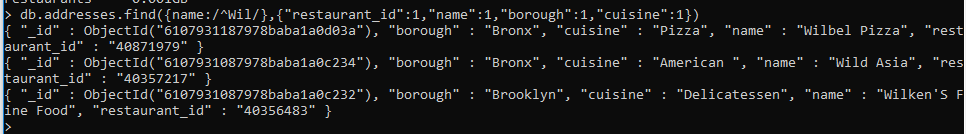 > db.addresses.find({name:/^Wil/},{"restaurant_id":1,"name":1,"borough":1,"cuisine":1})
{ "_id" : ObjectId("6107931187978baba1a0d03a"), "borough" : "Bronx", "cuisine" : "Pizza", "name" : "Wilbel Pizza", "rest
aurant_id" : "40871979" }
{ "_id" : ObjectId("6107931087978baba1a0c234"), "borough" : "Bronx", "cuisine" : "American ", "name" : "Wild Asia", "res
taurant_id" : "40357217" }
{ "_id" : ObjectId("6107931087978baba1a0c232"), "borough" : "Brooklyn", "cuisine" : "Delicatessen", "name" : "Wilken'S F
ine Food", "restaurant_id" : "40356483" }
>